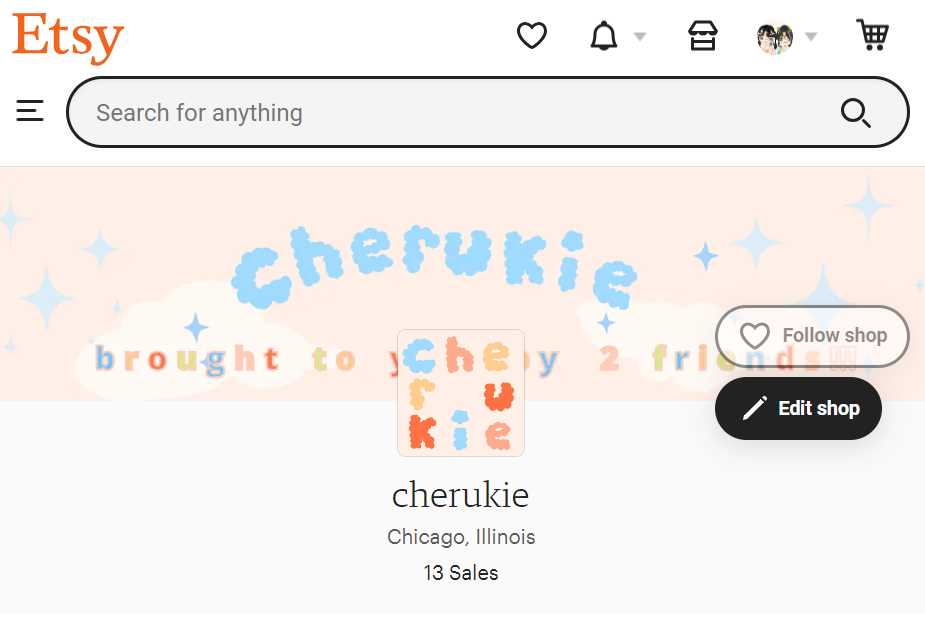 Etsy
Search for anything
Cherukie
brought to y by 2 friends!!!
Follow shop
Edit shop
che
r u
kie
cherukie
Chicago, Illinois
13 Sales